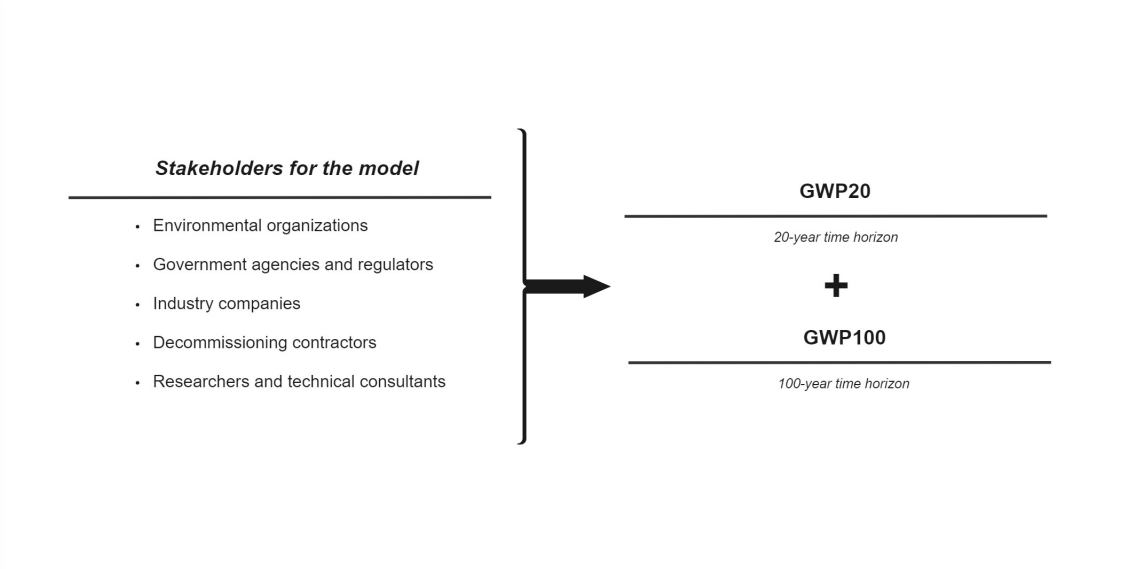 Stakeholders for the model
• Environmental organizations
• Government agencies and regulators
• Industry companies
• Decommissioning contractors
• Researchers and technical consultants
GWP20
20-year time horizon
+
GWP100
100-year time horizon